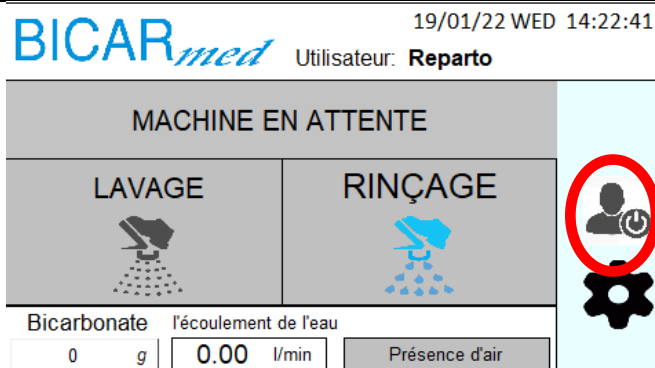 19/01/22 WED 14:22:41
BICARmed Utilisateur: Reparto
MACHINE EN ATTENTE
LAVAGE RINÇAGE
Bicarbonate l'écoulement de l'eau
0 g 0.00 l/min Présence d'air